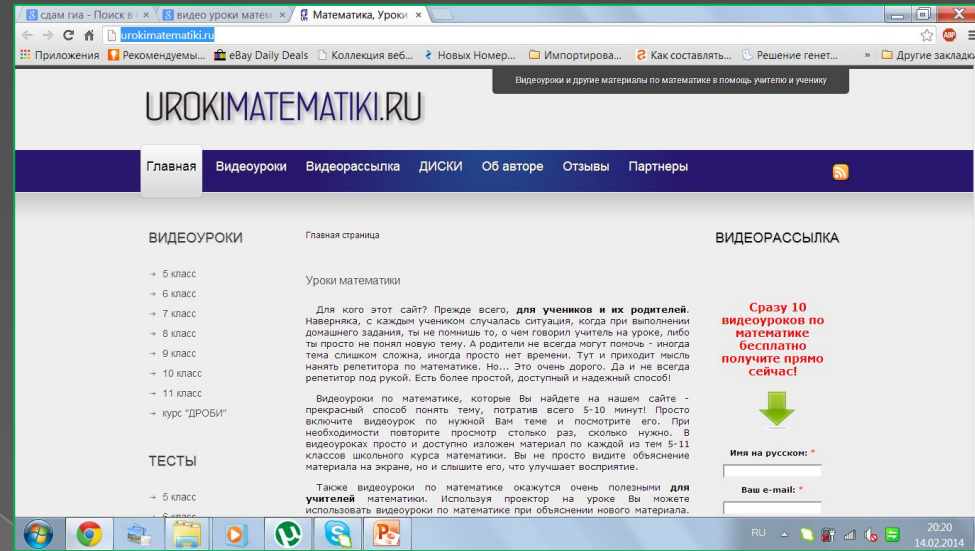 сдам гиа - Поиск в
видео уроки матем
Математика, Уроки
urokimatematiki.ru
Приложения
Рекомендуемы...
eBay Daily Deals
Коллекция веб...
Новых Номер...
Импортирова...
Как составлять...
Решение генет...
»
Другие закладки
Видеоуроки и другие материалы по математике в помощь учителю и ученику
UROKIMATEMATIKI.RU
Главная Видеоуроки Видеорассылка ДИСКИ Об авторе Отзывы Партнеры
ВИДЕОУРОКИ
→ 5 класс
→ 6 класс
→ 7 класс
→ 8 класс
→ 9 класс
→ 10 класс
→ 11 класс
→ курс "ДРОБИ"
ТЕСТЫ
→ 5 класс
→ 6 класс
Главная страница
Уроки математики
Для кого этот сайт? Прежде всего, для учеников и их родителей.
Наверняка, с каждым учеником случалась ситуация, когда при выполнении
домашнего задания, ты не помнишь то, о чем говорил учитель на уроке, либо
ты просто не понял новую тему. А родители не всегда могут помочь - иногда
тема слишком сложна, иногда просто нет времени. Тут и приходит мысль
нанять репетитора по математике. Но... Это очень дорого. Да и не всегда
репетитор под рукой. Есть более простой, доступный и надежный способ!
Видеоуроки по математике, которые Вы найдете на нашем сайте -
прекрасный способ понять тему, потратив всего 5-10 минут! Просто
включите видеоурок по нужной Вам теме и посмотрите его. При
необходимости повторите просмотр столько раз, сколько нужно. В
видеоуроках просто и доступно изложен материал по каждой из тем 5-11
классов школьного курса математики. Вы не просто видите объяснение
материала на экране, но и слышите его, что улучшает восприятие.
Также видеоуроки по математике окажутся очень полезными для
учителей математики. Используя проектор на уроке Вы можете
использовать видеоуроки по математике при объяснении нового материала.
ВИДЕОРАССЫЛКА
Сразу 10
видеоуроков по
математике
бесплатно
получите прямо
сейчас!
Имя на русском: *
Ваш e-mail: *
RU
20:20
14.02.2014